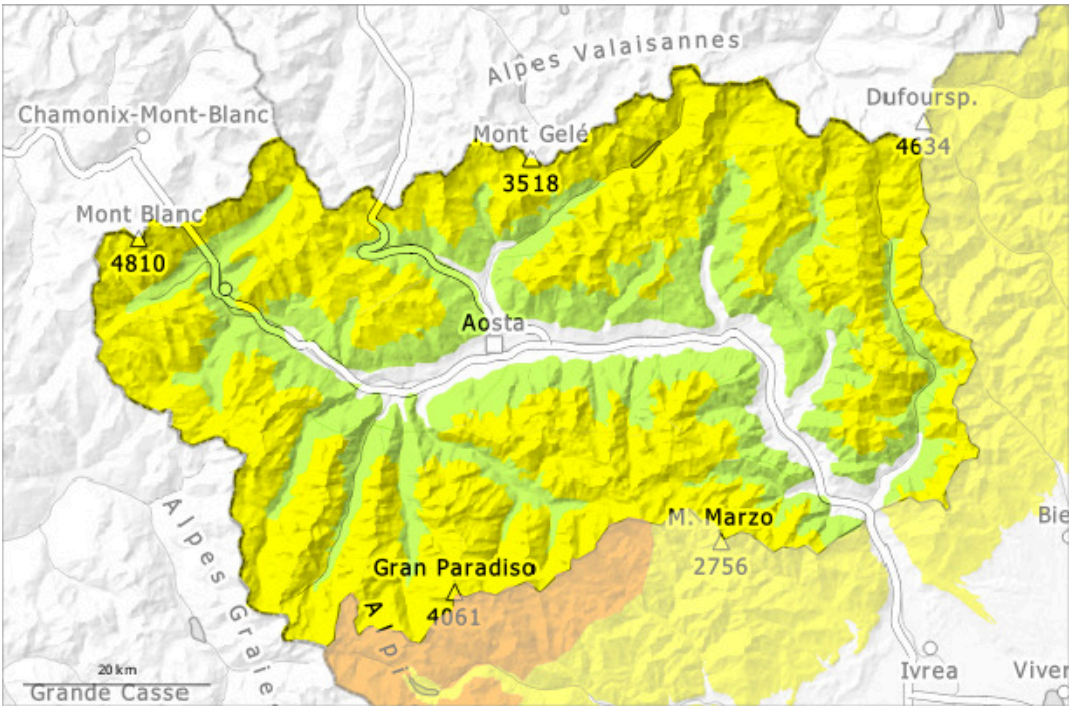 Alpes Valaisannes
Dufoursp.
4634
Chamonix-Mont-Blanc
Mont Gelé
3518
Mont Blanc
4810
Aosta
M. Marzo
2756
Bie
Gran Paradiso
4061
Alpes Graie
Alpi
20 km
Grande Casse
Ivrea
Viver